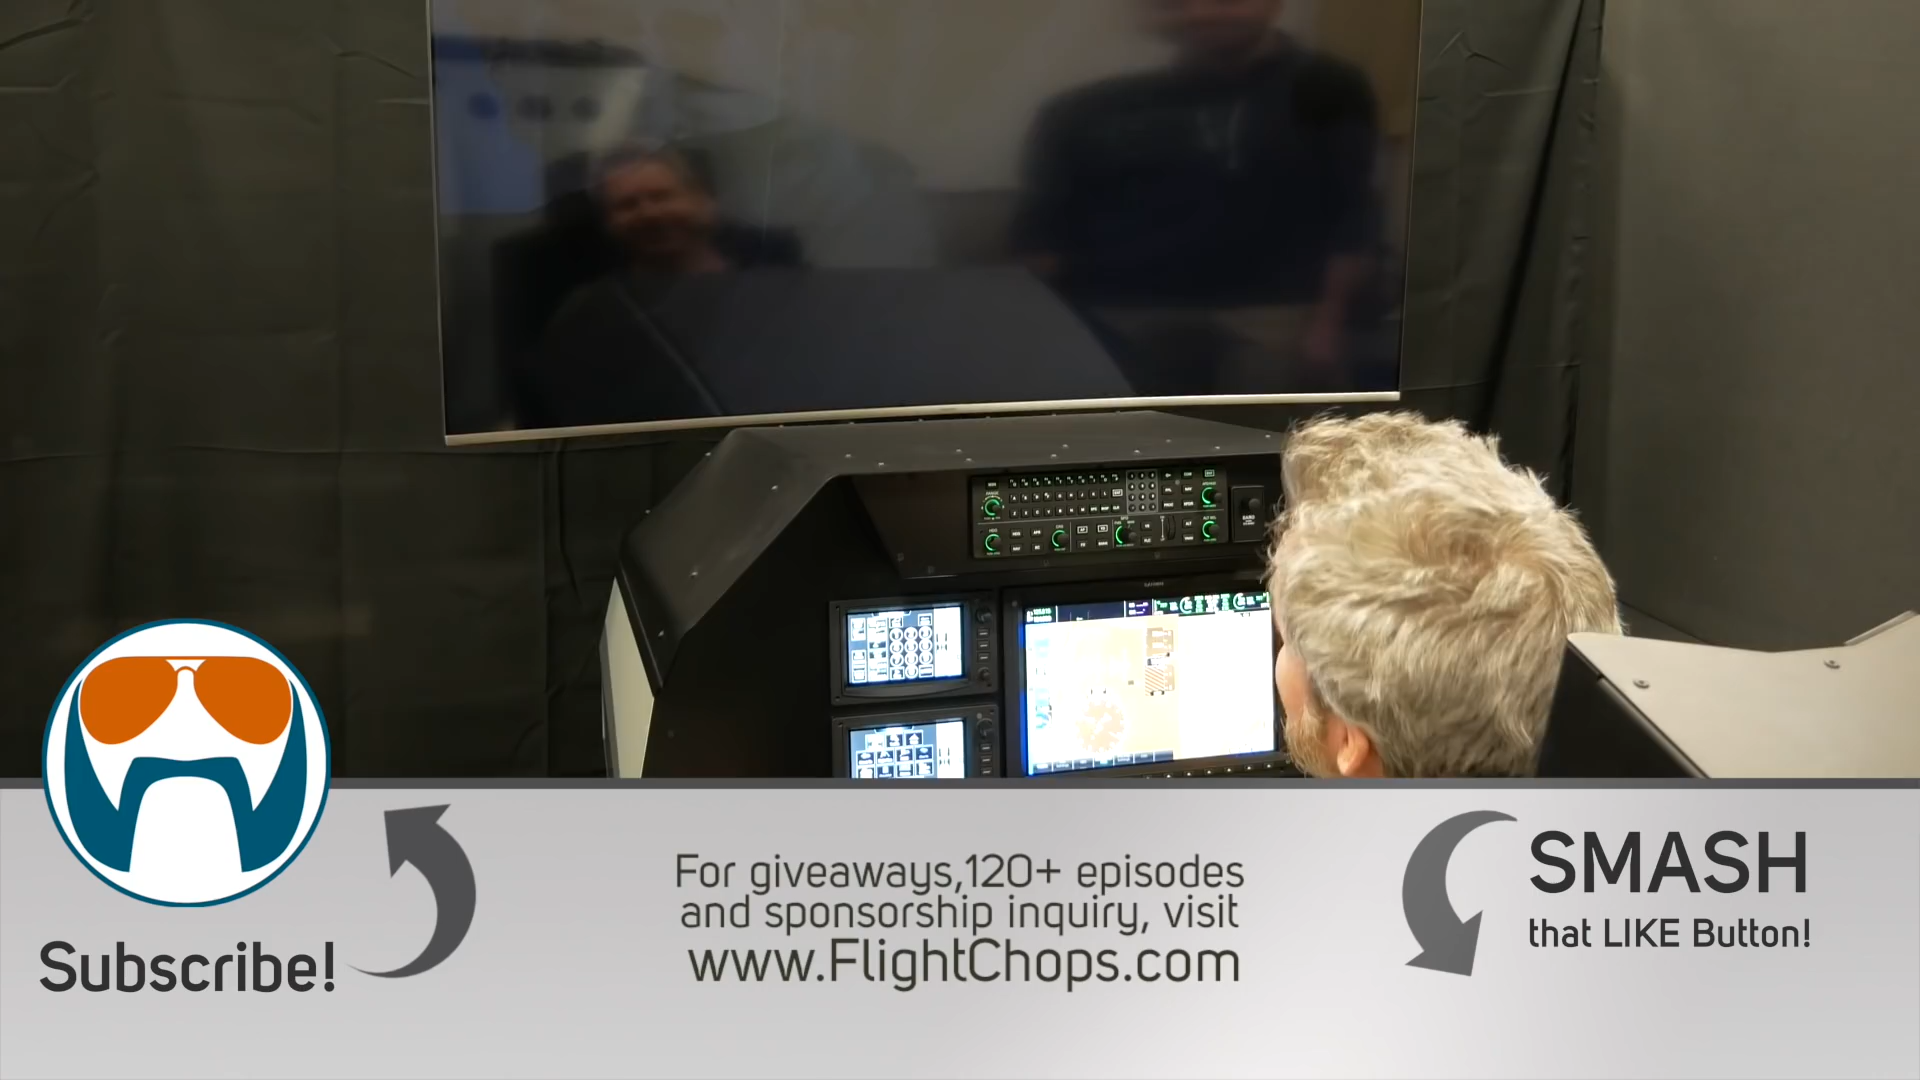 Subscribe!
For giveaways,120+ episodes
and sponsorship inquiry, visit
www.FlightChops.com
SMASH
that LIKE Button!